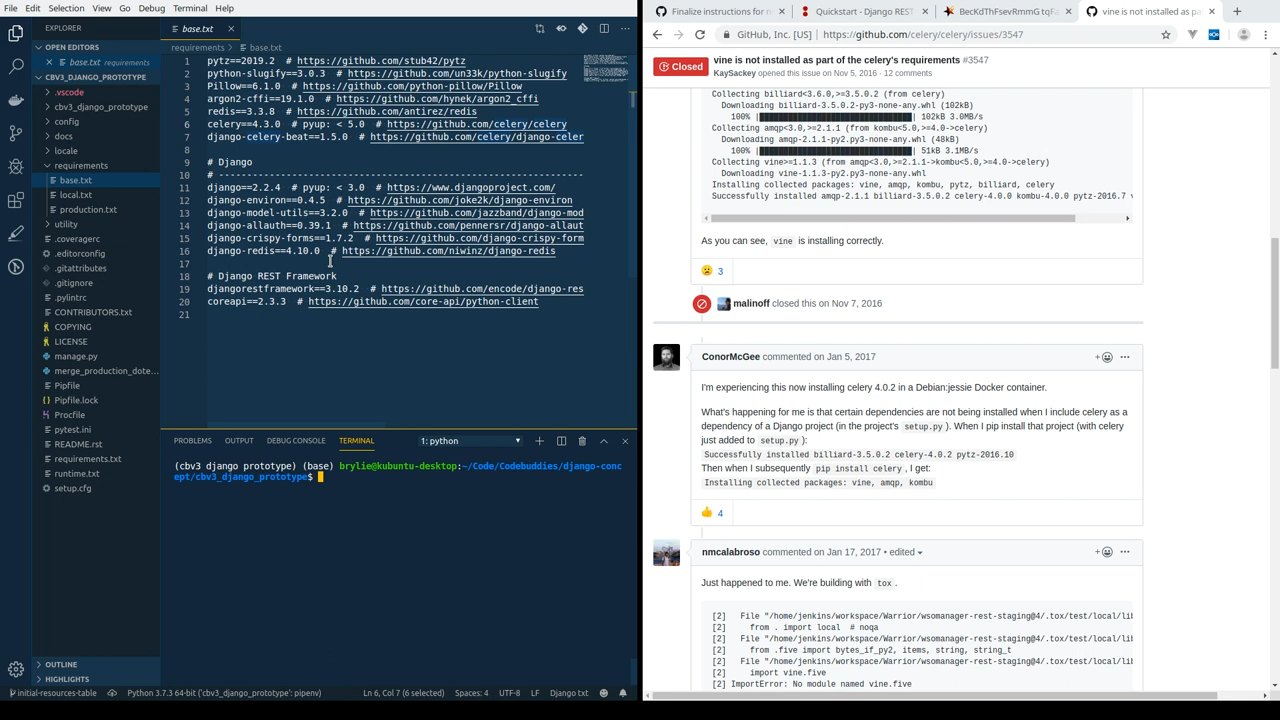 File Edit Selection View Go Debug Terminal Help
EXPLORER
OPEN EDITORS
base.txt requirements
CBV3_DJANGO_PROTOTYPE
.vscode
cbv3_django_prototype
config
docs
locale
requirements
base.txt
local.txt
production.txt
utility
.coveragerc
.editorconfig
.gitattributes
.gitignore
.pylintrc
CONTRIBUTORS.txt
COPYING
LICENSE
manage.py
merge_production_dote...
Pipfile
Pipfile.lock
Procfile
pytest.ini
README.rst
requirements.txt
runtime.txt
setup.cfg
OUTLINE
HIGHLIGHTS
base.txt
requirements > base.txt
1 pytz==2019.2 # https://github.com/stub42/pytz
2 python-slugify==3.0.3 # https://github.com/un33k/python-slugify
3 Pillow==6.1.0 # https://github.com/python-pillow/Pillow
4 argon2-cffi==19.1.0 # https://github.com/hynek/argon2_cffi
5 redis==3.3.8 # https://github.com/antirez/redis
6 celery==4.3.0 # pyup: < 5.0 # https://github.com/celery/celery
7 django-celery-beat==1.5.0 # https://github.com/celery/django-celer
8
9 # Django
10 # ----------------------------------------------------------------
11 django==2.2.4 # pyup: < 3.0 # https://www.djangoproject.com/
12 django-environ==0.4.5 # https://github.com/joke2k/django-environ
13 django-model-utils==3.2.0 # https://github.com/jazzband/django-mod
14 django-allauth==0.39.1 # https://github.com/pennersr/django-allaut
15 django-crispy-forms==1.7.2 # https://github.com/django-crispy-form
16 django-redis==4.10.0 # https://github.com/niwinz/django-redis
17
18 # Django REST Framework
19 djangorestframework==3.10.2 # https://github.com/encode/django-res
20 coreapi==2.3.3 # https://github.com/core-api/python-client
21
PROBLEMS OUTPUT DEBUG CONSOLE TERMINAL 1: python
(cbv3 django prototype) (base) brylie@kubuntu-desktop:~/Code/Codebuddies/django-conc
ept/cbv3_django_prototype$
initial-resources-table Python 3.7.3 64-bit ('cbv3_django_prototype': pipenv) Ln 6, Col 7 (6 selected) Spaces: 4 UTF-8 LF Django txt
Finalize instructions for r Quickstart - Django REST BecKdThFsevRmmG tqFa vine is not installed as pa
GitHub, Inc. [US] https://github.com/celery/celery/issues/3547
Closed vine is not installed as part of the celery's requirements #3547
KaySackey opened this issue on Nov 5, 2016 · 12 comments
Collecting billiard<3.6.0,>=3.5.0.2 (from celery)
Downloading billiard-3.5.0.2-py3-none-any.whl (102kB)
100% 102kB 3.0MB/s
Collecting amqp<3.0,>=2.1.1 (from kombu<5.0,>=4.0->celery)
Downloading amqp-2.1.1-py2.py3-none-any.whl (48kB)
100% 51kB 3.1MB/s
Collecting vine>=1.1.3 (from amqp<3.0,>=2.1.1->kombu<5.0,>=4.0->celery)
Downloading vine-1.1.3-py2.py3-none-any.whl
Installing collected packages: vine, amqp, kombu, pytz, billiard, celery
Successfully installed amqp-2.1.1 billiard-3.5.0.2 celery-4.0.0 kombu-4.0.0 pytz-2016.7 v
As you can see, vine is installing correctly.
3
malinoff closed this on Nov 7, 2016
ConorMcGee commented on Jan 5, 2017
I'm experiencing this now installing celery 4.0.2 in a Debian:jessie Docker container.
What's happening for me is that certain dependencies are not being installed when I include celery as a
dependency of a Django project (in the project's setup.py ). When I pip install that project (with celery
just added to setup.py ):
Successfully installed billiard-3.5.0.2 celery-4.0.2 pytz-2016.10
Then when I subsequently pip install celery , I get:
Installing collected packages: vine, amqp, kombu
4
nmcalabroso commented on Jan 17, 2017 • edited
Just happened to me. We're building with tox .
[2] File "/home/jenkins/workspace/Warrior/wsomanager-rest-staging@4/.tox/test/local/lib
[2] from . import local # noqa
[2] File "/home/jenkins/workspace/Warrior/wsomanager-rest-staging@4/.tox/test/local/lib
[2] from .five import bytes_if_py2, items, string, string_t
[2] File "/home/jenkins/workspace/Warrior/wsomanager-rest-staging@4/.tox/test/local/lib
[2] import vine.five
[2] ImportError: No module named vine.five